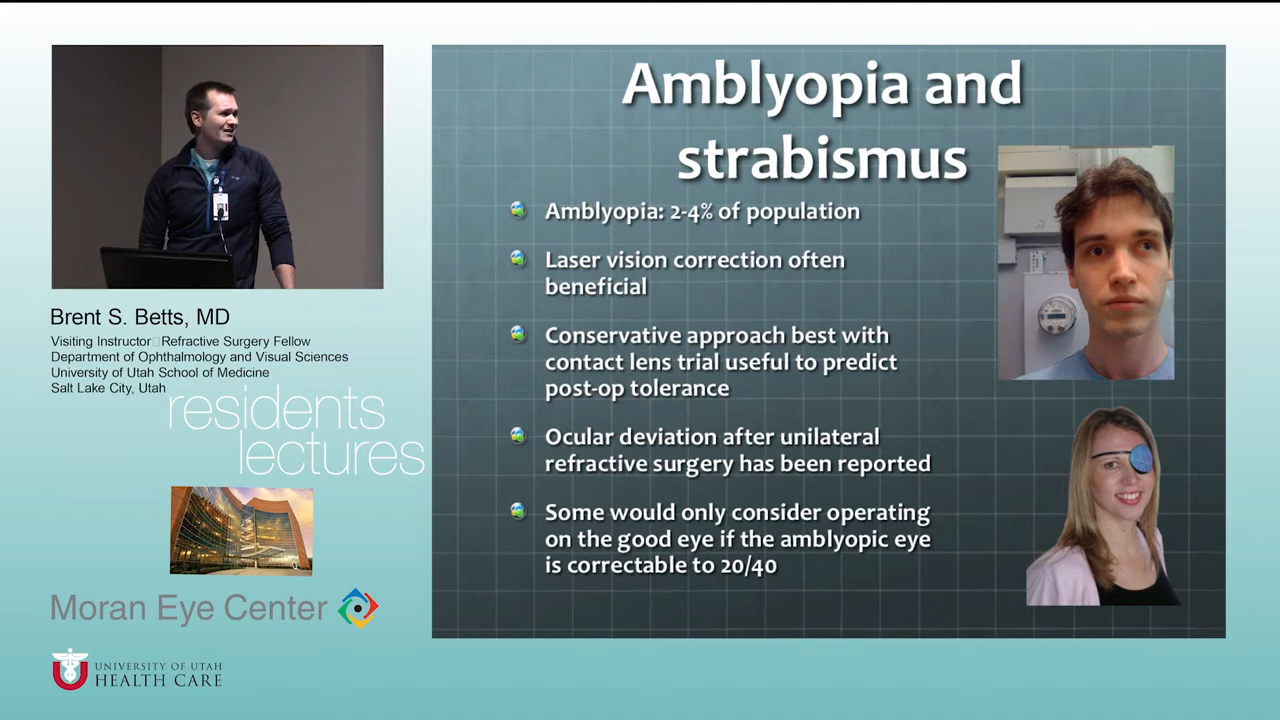 Brent S. Betts, MD
Visiting Instructor Refractive Surgery Fellow
Department of Ophthalmology and Visual Sciences
University of Utah School of Medicine
Salt Lake City, Utah
residents
lectures
Moran Eye Center
UNIVERSITY OF UTAH
HEALTH CARE
Amblyopia and
strabismus
Amblyopia: 2-4% of population
Laser vision correction often
beneficial
Conservative approach best with
contact lens trial useful to predict
post-op tolerance
Ocular deviation after unilateral
refractive surgery has been reported
Some would only consider operating
on the good eye if the amblyopic eye
is correctable to 20/40